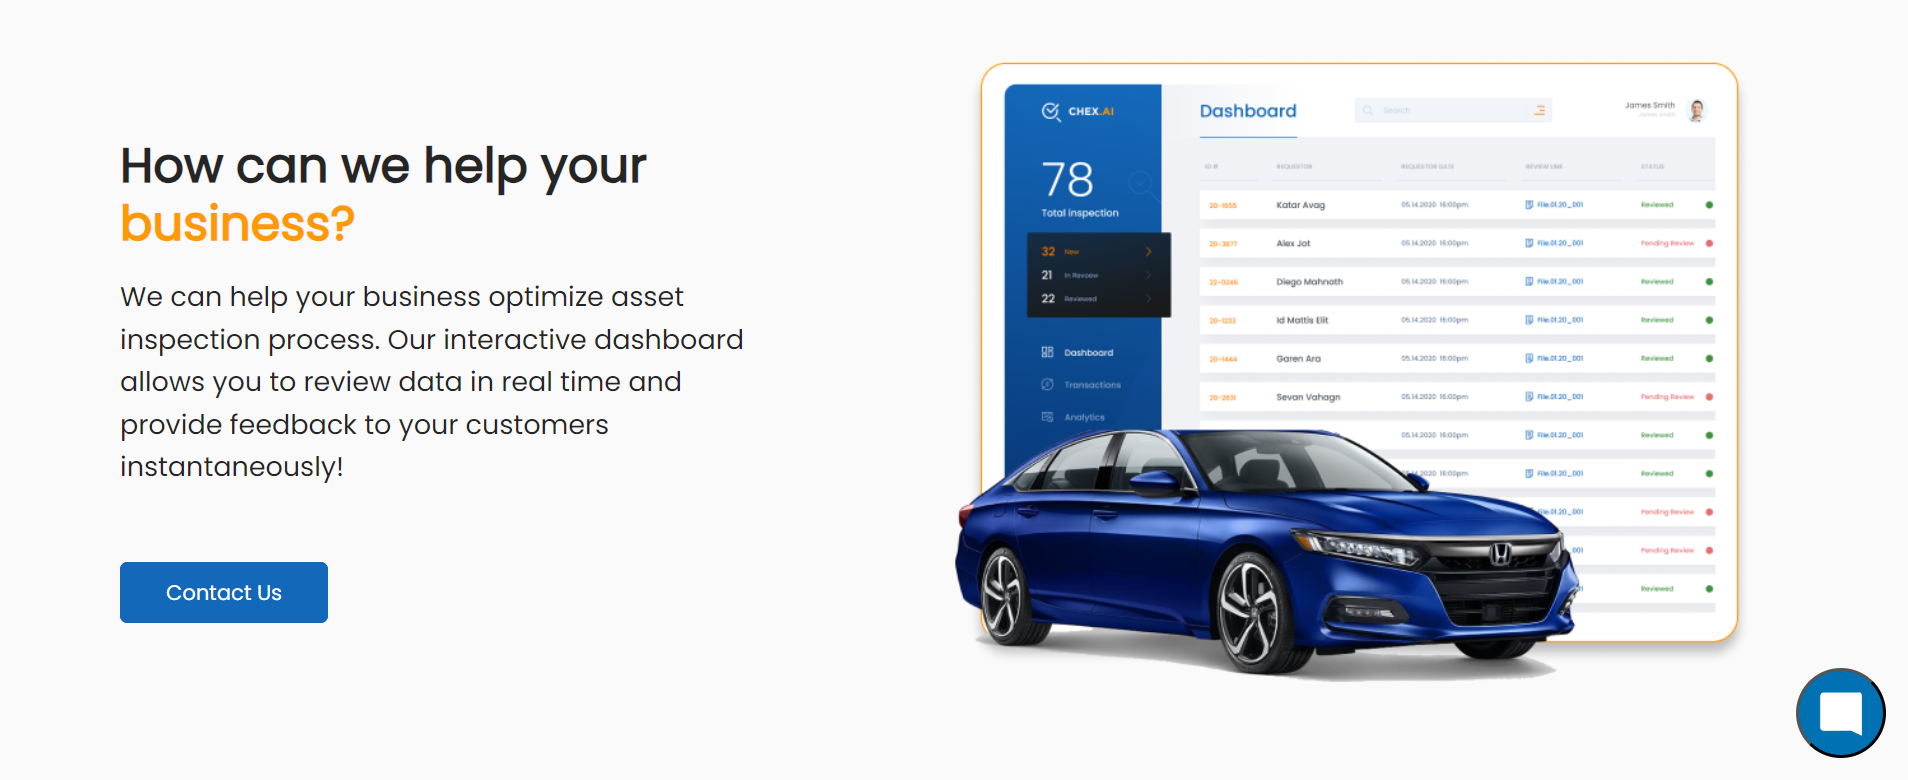 How can we help your
business?
We can help your business optimize asset
inspection process. Our interactive dashboard
allows you to review data in real time and
provide feedback to your customers
instantaneously!
Contact Us
CHEX.AI
78
Total inspection
32 New
21 In Revoew
22 Reviewed
Dashboard
Transactions
Analytics
Dashboard
Search
James Smith
James Smith
ID # REQUESTOR REQUESTOR DATE REVIEW LINK STATUS
20-1655 Katar Avag 05.14.2020 16:00pm File.01.20_001 Reviewed
20-3677 Alex Jot 05.14.2020 16:00pm File.01.20_001 Pending Review
22-0246 Diego Mahnath 05.14.2020 16:00pm File.01.20_001 Reviewed
20-1233 Id Mattis Elit 05.14.2020 16:00pm File.01.20_001 Reviewed
20-1444 Garen Ara 05.14.2020 16:00pm File.01.20_001 Reviewed
20-2631 Sevan Vahagn 05.14.2020 16:00pm File.01.20_001 Pending Review
05.14.2020 16:00pm File.01.20_001 Reviewed
14.2020 16:00pm File.01.20_001 Reviewed
File.01.20_001 Pending Review
001 Pending Review
001 Reviewed